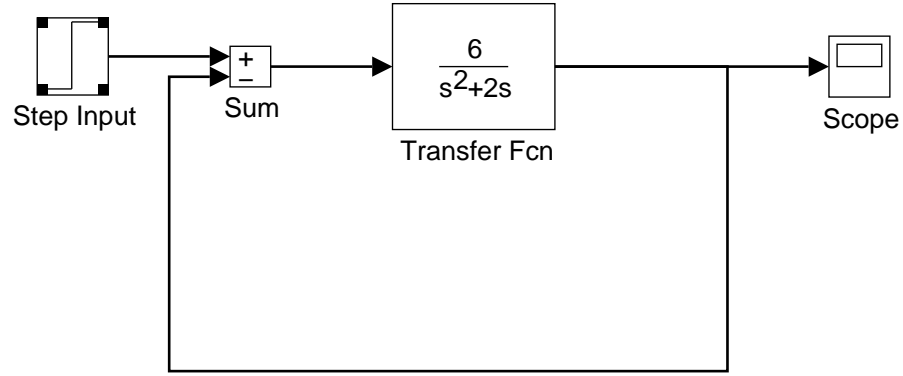 6
s²+2s
+
−
Step Input
Sum
Transfer Fcn
Scope